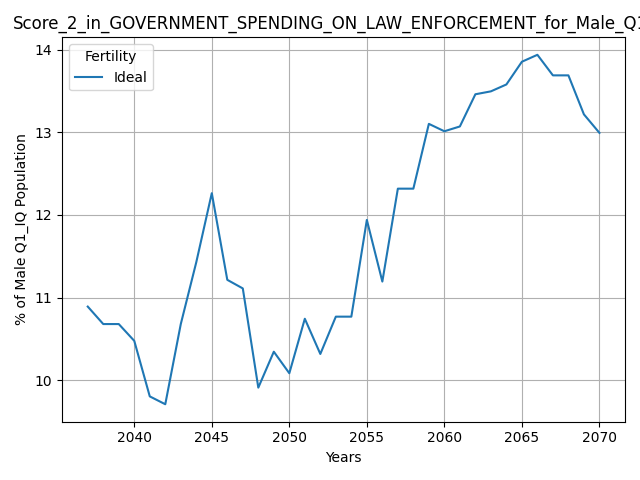 Score_2_in_GOVERNMENT_SPENDING_ON_LAW_ENFORCEMENT_for_Male_Q1
14
13
12
11
10
% of Male Q1_IQ Population
Fertility
Ideal
2040 2045 2050 2055 2060 2065 2070
Years